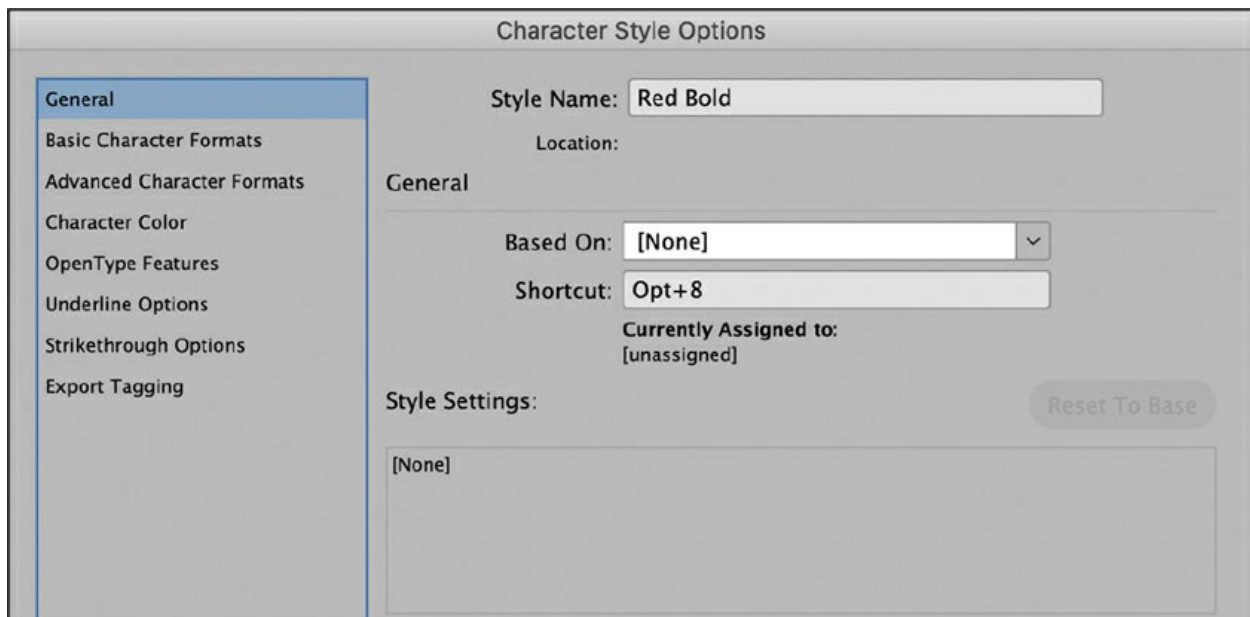 Character Style Options
General
Basic Character Formats
Advanced Character Formats
Character Color
OpenType Features
Underline Options
Strikethrough Options
Export Tagging
Style Name: Red Bold
Location:
General
Based On: [None]
Shortcut: Opt+8
Currently Assigned to:
[unassigned]
Style Settings:
Reset To Base
[None]